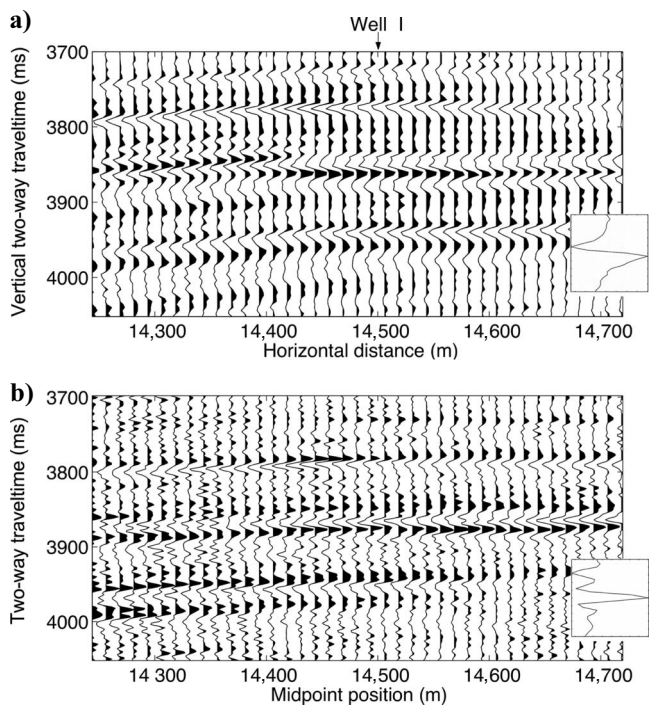 a)
Well I
Vertical two-way traveltime (ms)
3700
3800
3900
4000
14,300 14,400 14,500 14,600 14,700
Horizontal distance (m)
b)
Two-way traveltime (ms)
3700
3800
3900
4000
14 300 14,400 14,500 14,600 14,700
Midpoint position (m)